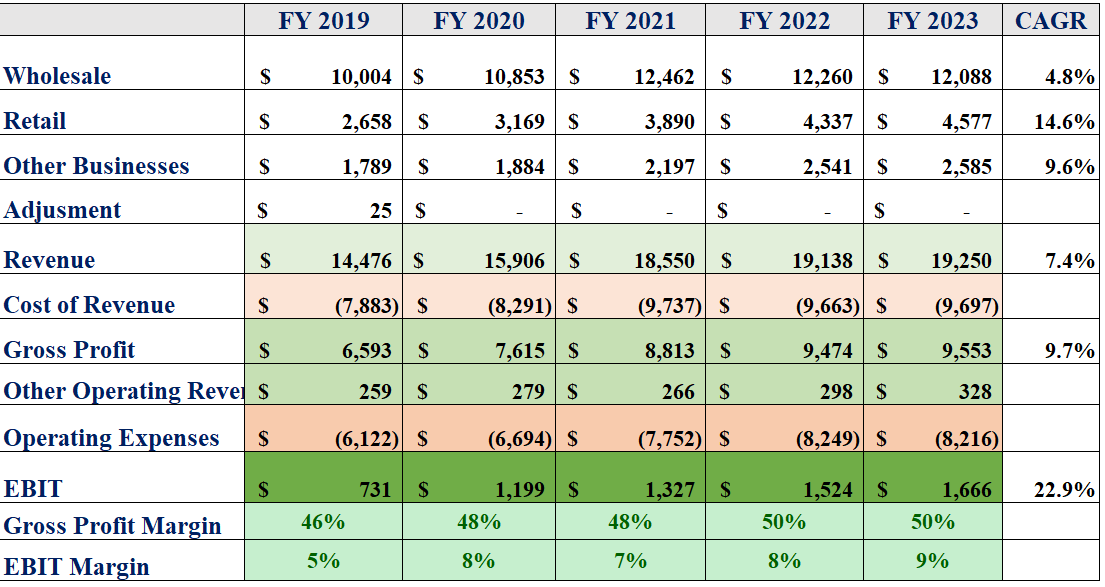 FY 2019 FY 2020 FY 2021 FY 2022 FY 2023 CAGR
Wholesale $ 10,004 $ 10,853 $ 12,462 $ 12,260 $ 12,088 4.8%
Retail $ 2,658 $ 3,169 $ 3,890 $ 4,337 $ 4,577 14.6%
Other Businesses $ 1,789 $ 1,884 $ 2,197 $ 2,541 $ 2,585 9.6%
Adjusment $ 25 $ - $ - $ - $ -
Revenue $ 14,476 $ 15,906 $ 18,550 $ 19,138 $ 19,250 7.4%
Cost of Revenue $ (7,883) $ (8,291) $ (9,737) $ (9,663) $ (9,697)
Gross Profit $ 6,593 $ 7,615 $ 8,813 $ 9,474 $ 9,553 9.7%
Other Operating Rever $ 259 $ 279 $ 266 $ 298 $ 328
Operating Expenses $ (6,122) $ (6,694) $ (7,752) $ (8,249) $ (8,216)
EBIT $ 731 $ 1,199 $ 1,327 $ 1,524 $ 1,666 22.9%
Gross Profit Margin 46% 48% 48% 50% 50%
EBIT Margin 5% 8% 7% 8% 9%